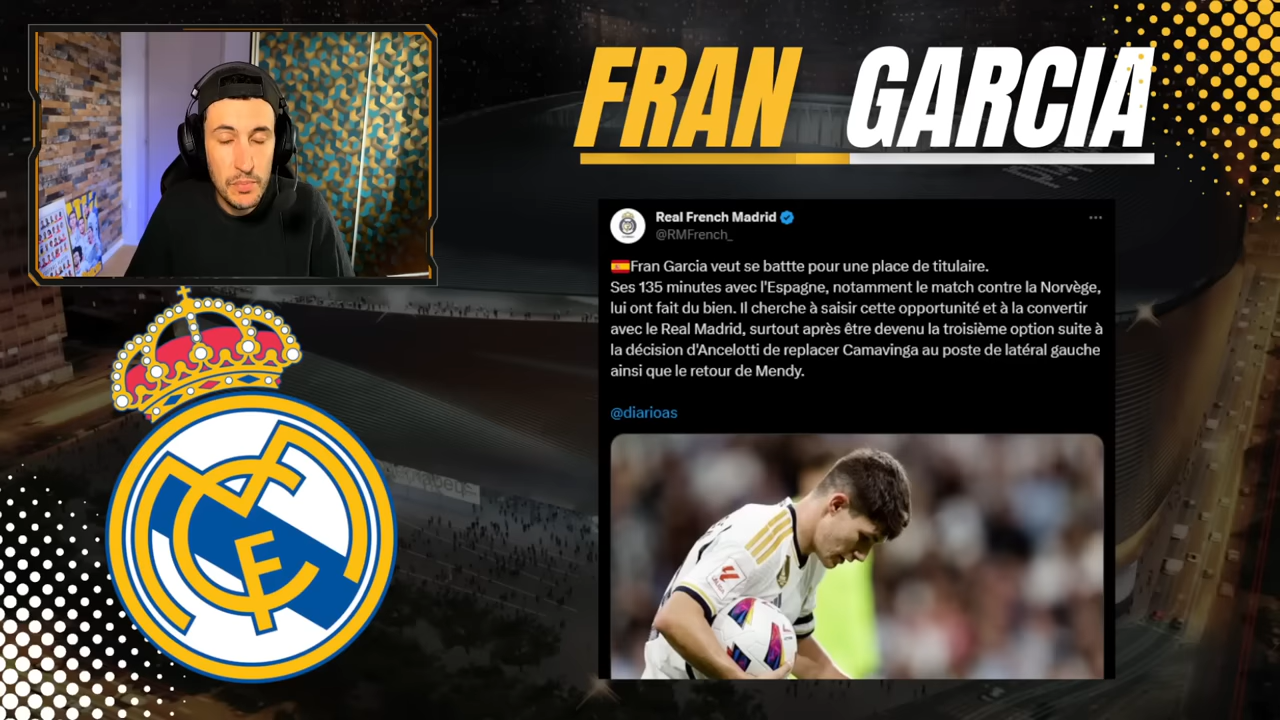 FRAN GARCIA
Real French Madrid
@RMFrench_
Fran Garcia veut se battte pour une place de titulaire.
Ses 135 minutes avec l'Espagne, notamment le match contre la Norvège,
lui ont fait du bien. Il cherche à saisir cette opportunité et à la convertir
avec le Real Madrid, surtout après être devenu la troisième option suite à
la décision d'Ancelotti de replacer Camavinga au poste de latéral gauche
ainsi que le retour de Mendy.
@diarioas